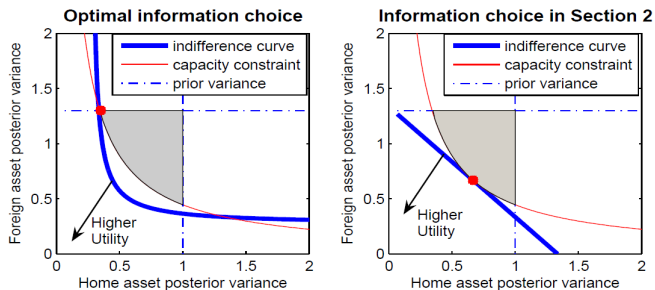 Optimal information choice
indifference curve
capacity constraint
prior variance
Foreign asset posterior variance
2
1.5
1
0.5
0
Higher
Utility
0 0.5 1 1.5 2
Home asset posterior variance
Information choice in Section 2
indifference curve
capacity constraint
prior variance
Foreign asset posterior variance
2
1.5
1
0.5
0
Higher
Utility
0 0.5 1 1.5 2
Home asset posterior variance